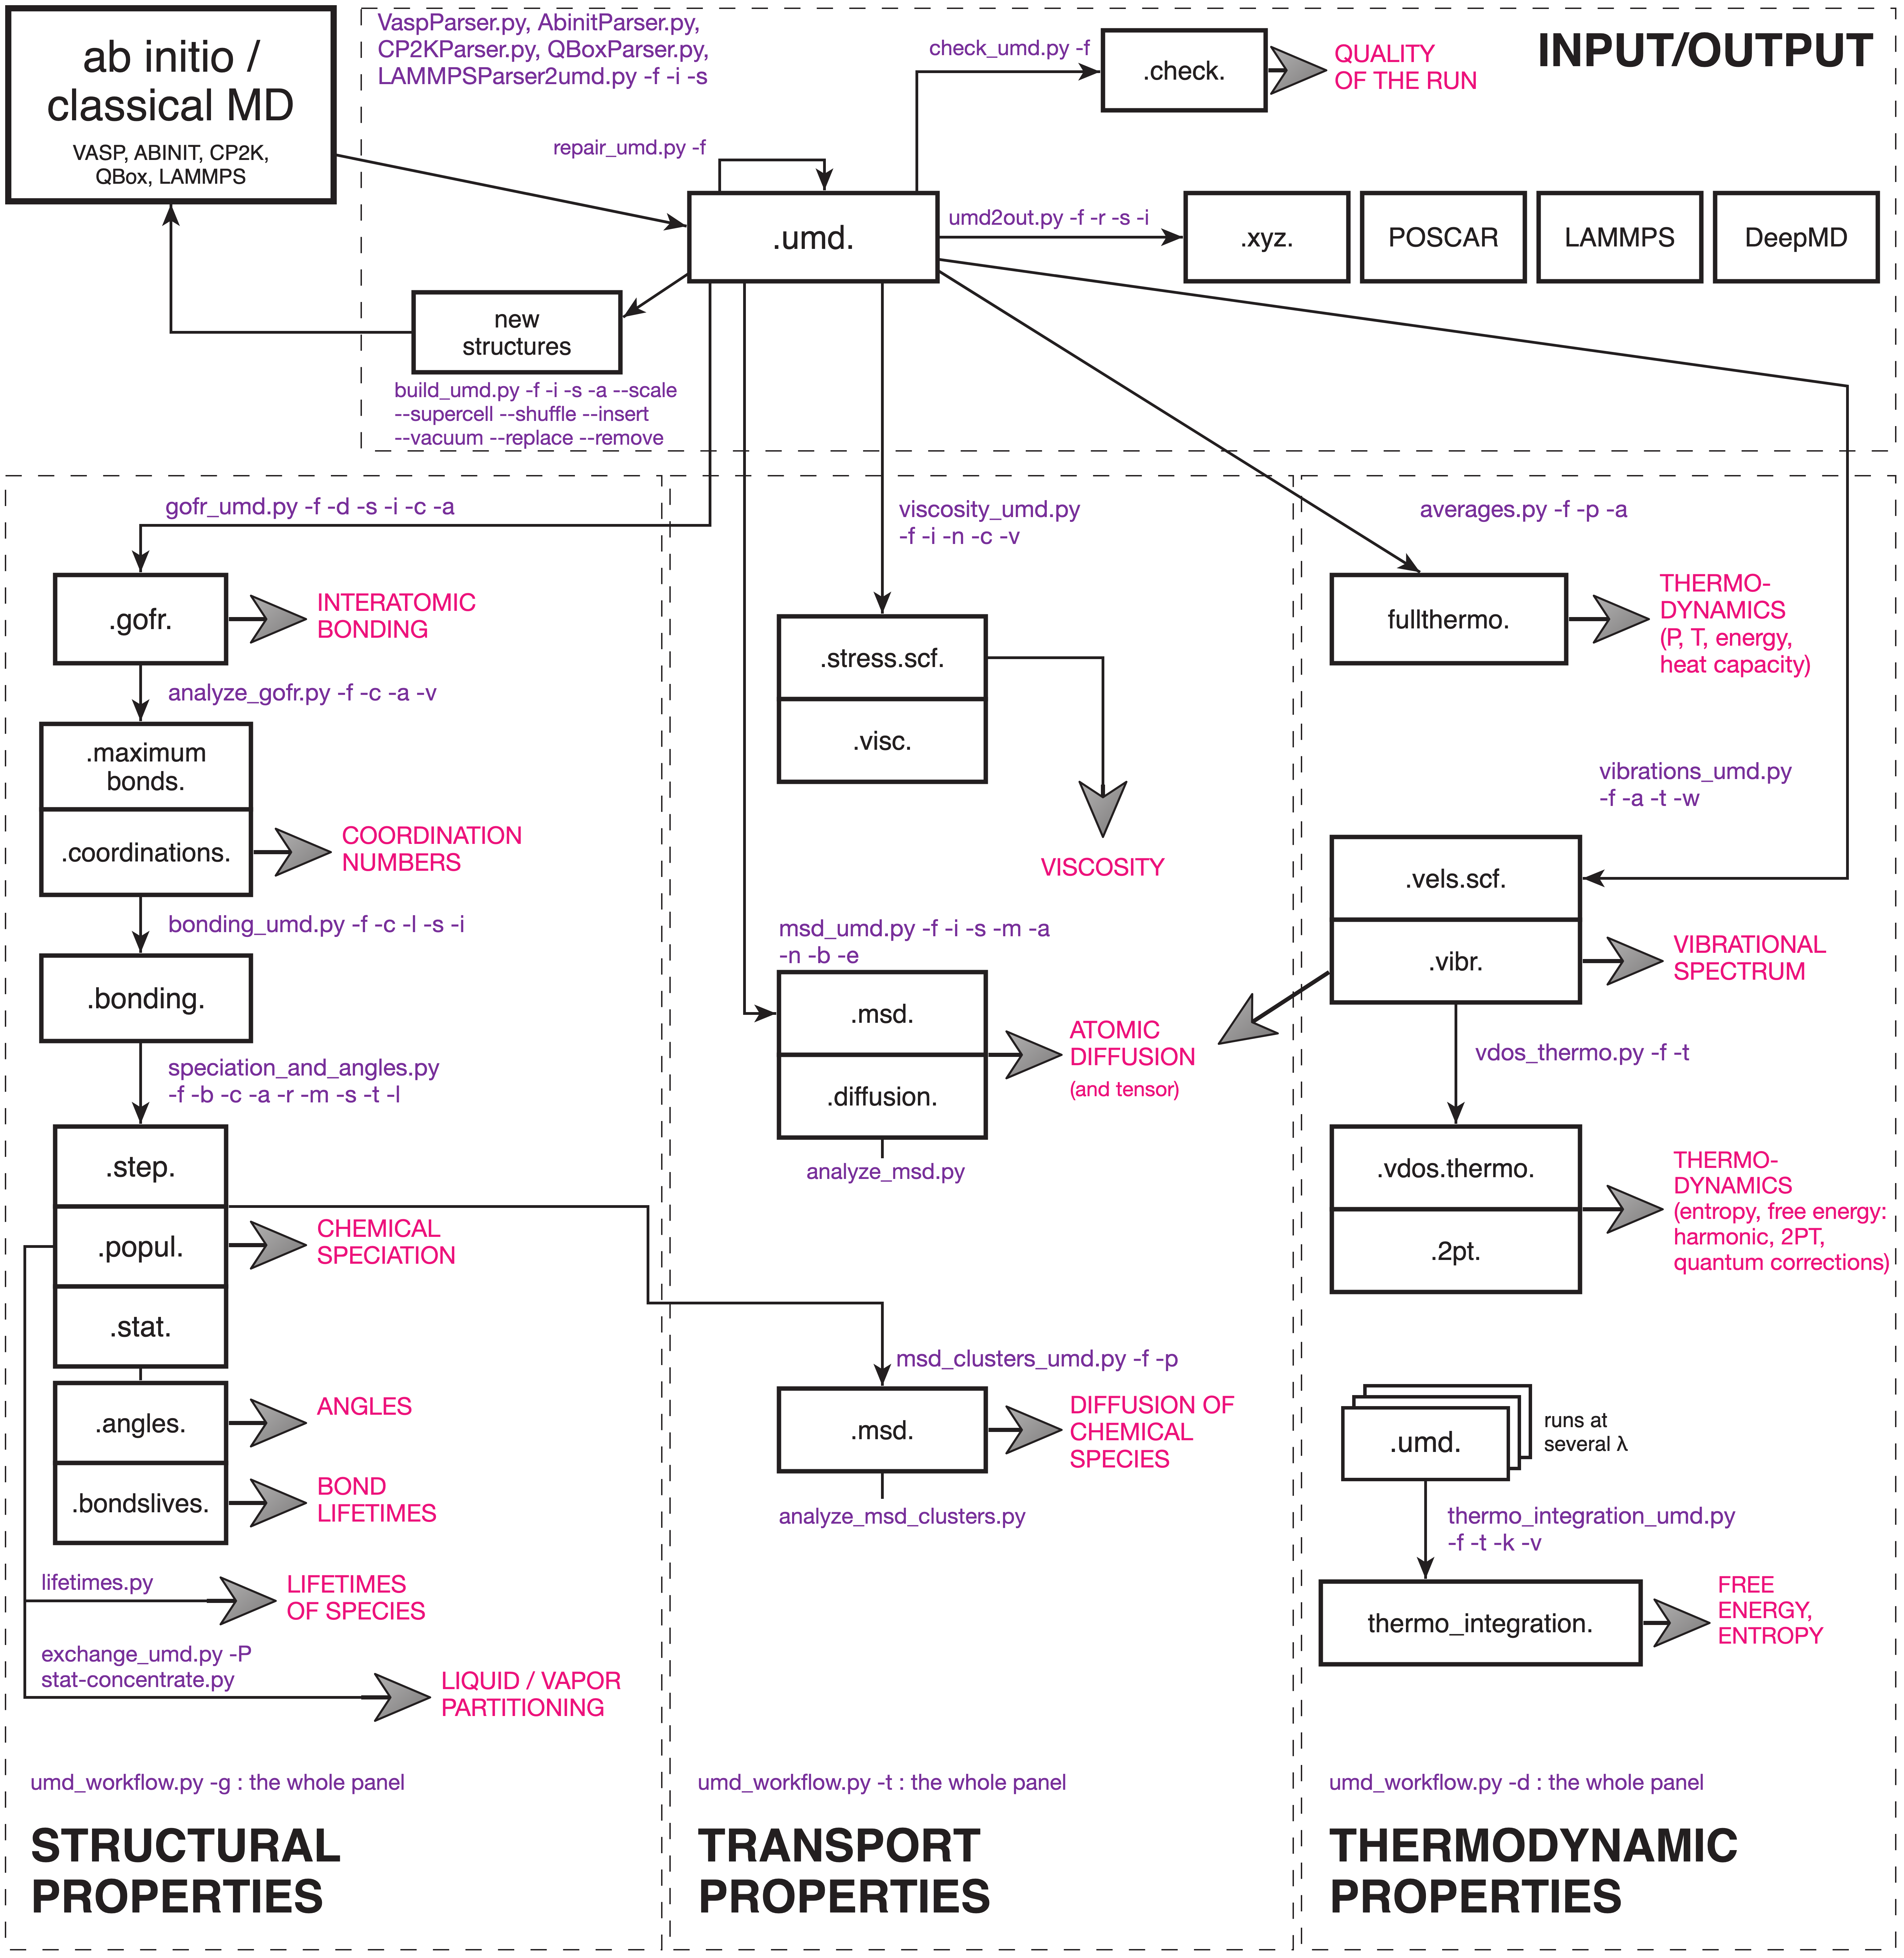 ab initio /
classical MD
VASP, ABINIT, CP2K,
QBox, LAMMPS
VaspParser.py, AbinitParser.py,
CP2KParser.py, QBoxParser.py,
LAMMPSParser2umd.py -f -i -s
check_umd.py -f
.check.
QUALITY
OF THE RUN
INPUT/OUTPUT
repair_umd.py -f
.umd.
umd2out.py -f -r -s -i
.xyz.
POSCAR
LAMMPS
DeepMD
new
structures
build_umd.py -f -i -s -a --scale
--supercell --shuffle --insert
--vacuum --replace --remove
gofr_umd.py -f -d -s -i -c -a
.gofr.
INTERATOMIC
BONDING
analyze_gofr.py -f -c -a -v
.maximum
bonds.
.coordinations.
COORDINATION
NUMBERS
bonding_umd.py -f -c -l -s -i
.bonding.
speciation_and_angles.py
-f -b -c -a -r -m -s -t -l
.step.
.popul.
CHEMICAL
SPECIATION
.stat.
.angles.
ANGLES
.bondslives.
BOND
LIFETIMES
lifetimes.py
LIFETIMES
OF SPECIES
exchange_umd.py -P
stat-concentrate.py
LIQUID / VAPOR
PARTITIONING
umd_workflow.py -g : the whole panel
STRUCTURAL
PROPERTIES
viscosity_umd.py
-f -i -n -c -v
.stress.scf.
.visc.
VISCOSITY
msd_umd.py -f -i -s -m -a
-n -b -e
.msd.
.diffusion.
ATOMIC
DIFFUSION
(and tensor)
analyze_msd.py
msd_clusters_umd.py -f -p
.msd.
DIFFUSION OF
CHEMICAL
SPECIES
analyze_msd_clusters.py
umd_workflow.py -t : the whole panel
TRANSPORT
PROPERTIES
averages.py -f -p -a
fullthermo.
THERMO-
DYNAMICS
(P, T, energy,
heat capacity)
vibrations_umd.py
-f -a -t -w
.vels.scf.
.vibr.
VIBRATIONAL
SPECTRUM
vdos_thermo.py -f -t
.vdos.thermo.
.2pt.
THERMO-
DYNAMICS
(entropy, free energy:
harmonic, 2PT,
quantum corrections)
.umd.
runs at
several λ
thermo_integration_umd.py
-f -t -k -v
thermo_integration.
FREE
ENERGY,
ENTROPY
umd_workflow.py -d : the whole panel
THERMODYNAMIC
PROPERTIES